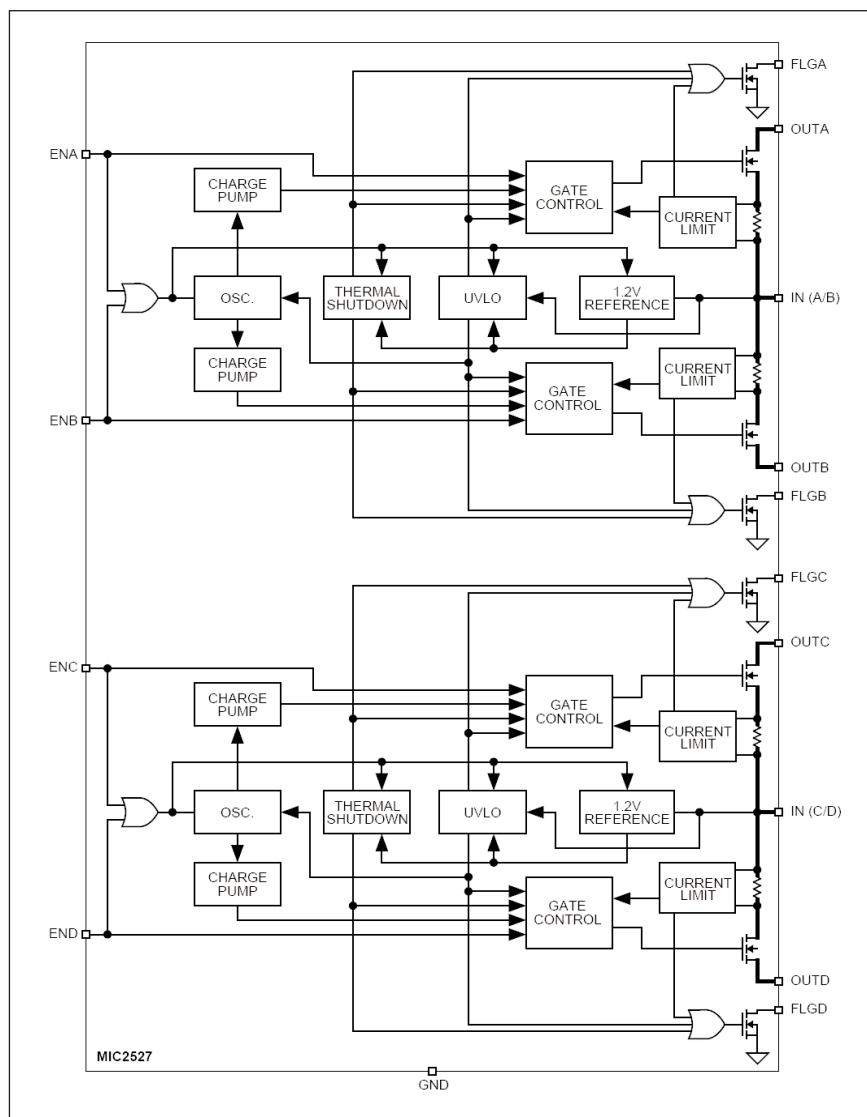 FLGA
OUTA
ENA
CHARGE
PUMP
GATE
CONTROL
CURRENT
LIMIT
OSC.
THERMAL
SHUTDOWN
UVLO
1.2V
REFERENCE
IN (A/B)
CHARGE
PUMP
GATE
CONTROL
CURRENT
LIMIT
ENB
OUTB
FLGB
FLGC
OUTC
ENC
CHARGE
PUMP
GATE
CONTROL
CURRENT
LIMIT
OSC.
THERMAL
SHUTDOWN
UVLO
1.2V
REFERENCE
IN (C/D)
CHARGE
PUMP
GATE
CONTROL
CURRENT
LIMIT
END
OUTD
FLGD
MIC2527
GND